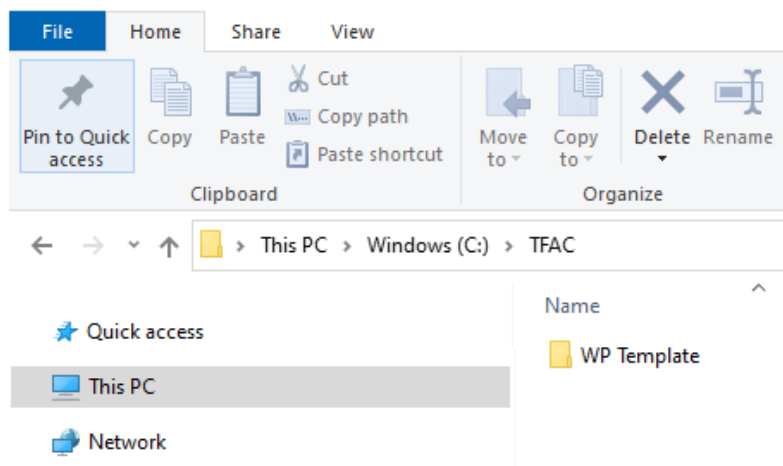 File Home Share View
Pin to Quick access
Copy
Paste
Cut
Copy path
Paste shortcut
Move to
Copy to
Delete
Rename
Clipboard
Organize
This PC > Windows (C:) > TFAC
Name
Quick access
WP Template
This PC
Network